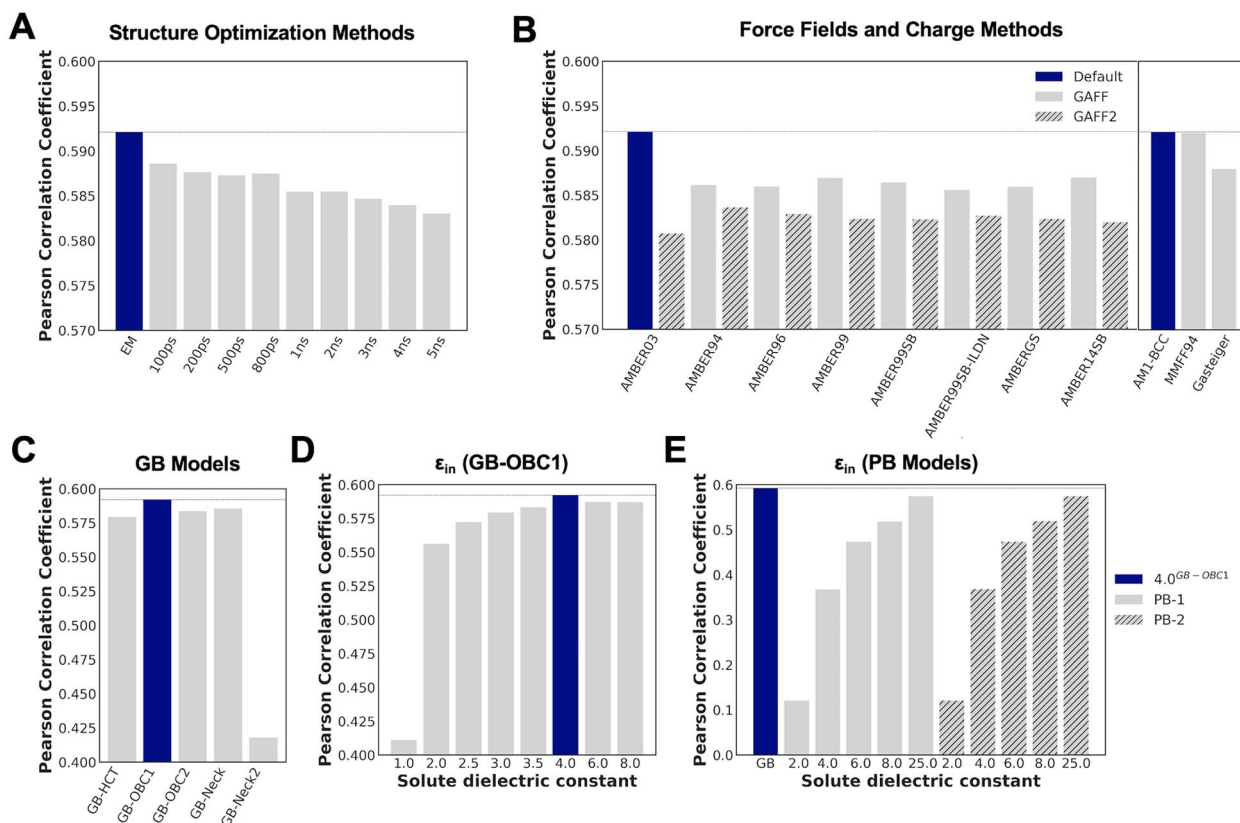 A
Structure Optimization Methods
Pearson Correlation Coefficient
0.600
0.595
0.590
0.585
0.580
0.575
0.570
EM
100ps
200ps
500ps
800ps
1ns
2ns
3ns
4ns
5ns
B
Force Fields and Charge Methods
Pearson Correlation Coefficient
0.600
0.595
0.590
0.585
0.580
0.575
0.570
Default
GAFF
GAFF2
AMBER03
AMBER94
AMBER96
AMBER99
AMBER99SB
AMBER99SB-ILDN
AMBERGS
AMBER14SB
AM1-BCC
MMFF94
Gasteiger
C
GB Models
Pearson Correlation Coefficient
0.600
0.575
0.550
0.525
0.500
0.475
0.450
0.425
0.400
GB-HCT
GB-OBC1
GB-OBC2
GB-Neck
GB-Neck2
D
εin (GB-OBC1)
Pearson Correlation Coefficient
0.600
0.575
0.550
0.525
0.500
0.475
0.450
0.425
0.400
1.0 2.0 2.5 3.0 3.5 4.0 6.0 8.0
Solute dielectric constant
E
εin (PB Models)
Pearson Correlation Coefficient
0.6
0.5
0.4
0.3
0.2
0.1
0.0
GB 2.0 4.0 6.0 8.0 25.0 2.0 4.0 6.0 8.0 25.0
Solute dielectric constant
4.0GB-OBC1
PB-1
PB-2